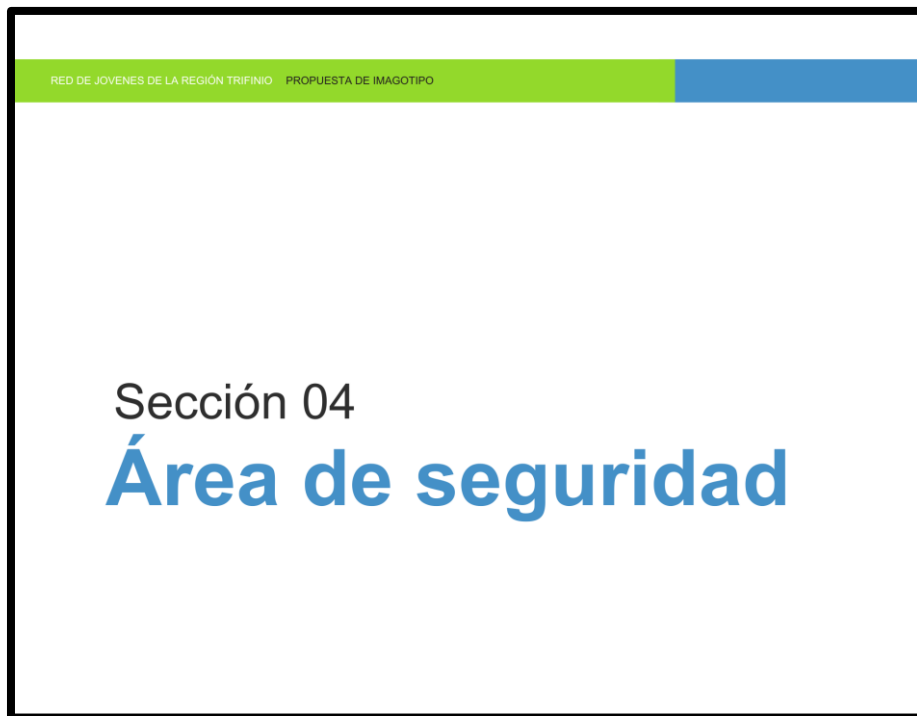 RED DE JOVENES DE LA REGIÓN TRIFINIO PROPUESTA DE IMAGOTIPO
Sección 04
Área de seguridad